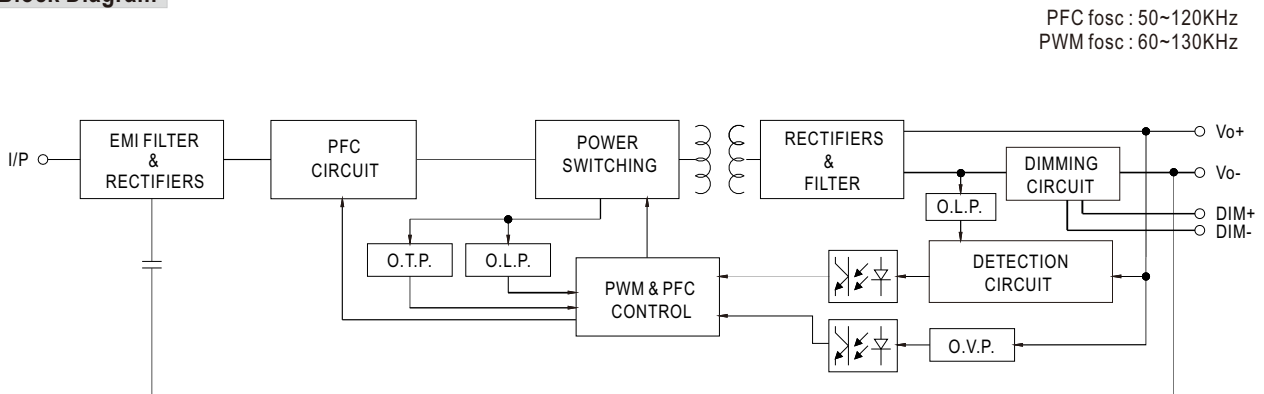 Block Diagram
PFC fosc : 50~120KHz
PWM fosc : 60~130KHz
I/P
EMI FILTER
&
RECTIFIERS
PFC
CIRCUIT
POWER
SWITCHING
RECTIFIERS
&
FILTER
DIMMING
CIRCUIT
Vo+
Vo-
DIM+
DIM-
O.L.P.
O.T.P.
O.L.P.
PWM & PFC
CONTROL
DETECTION
CIRCUIT
O.V.P.